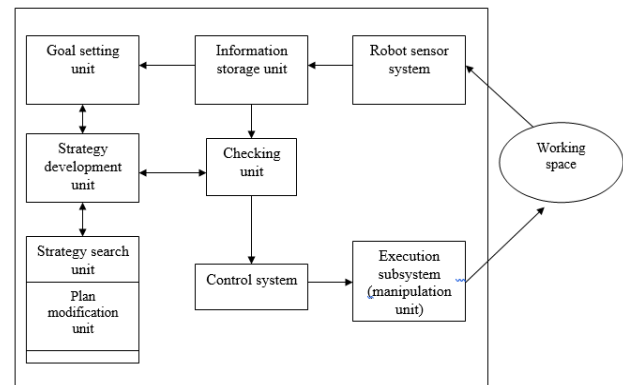 Goal setting
unit
Information
storage unit
Robot sensor
system
Strategy
development
unit
Checking
unit
Working
space
Strategy search
unit
Plan
modification
unit
Control system
Execution
subsystem
(manipulation
unit)